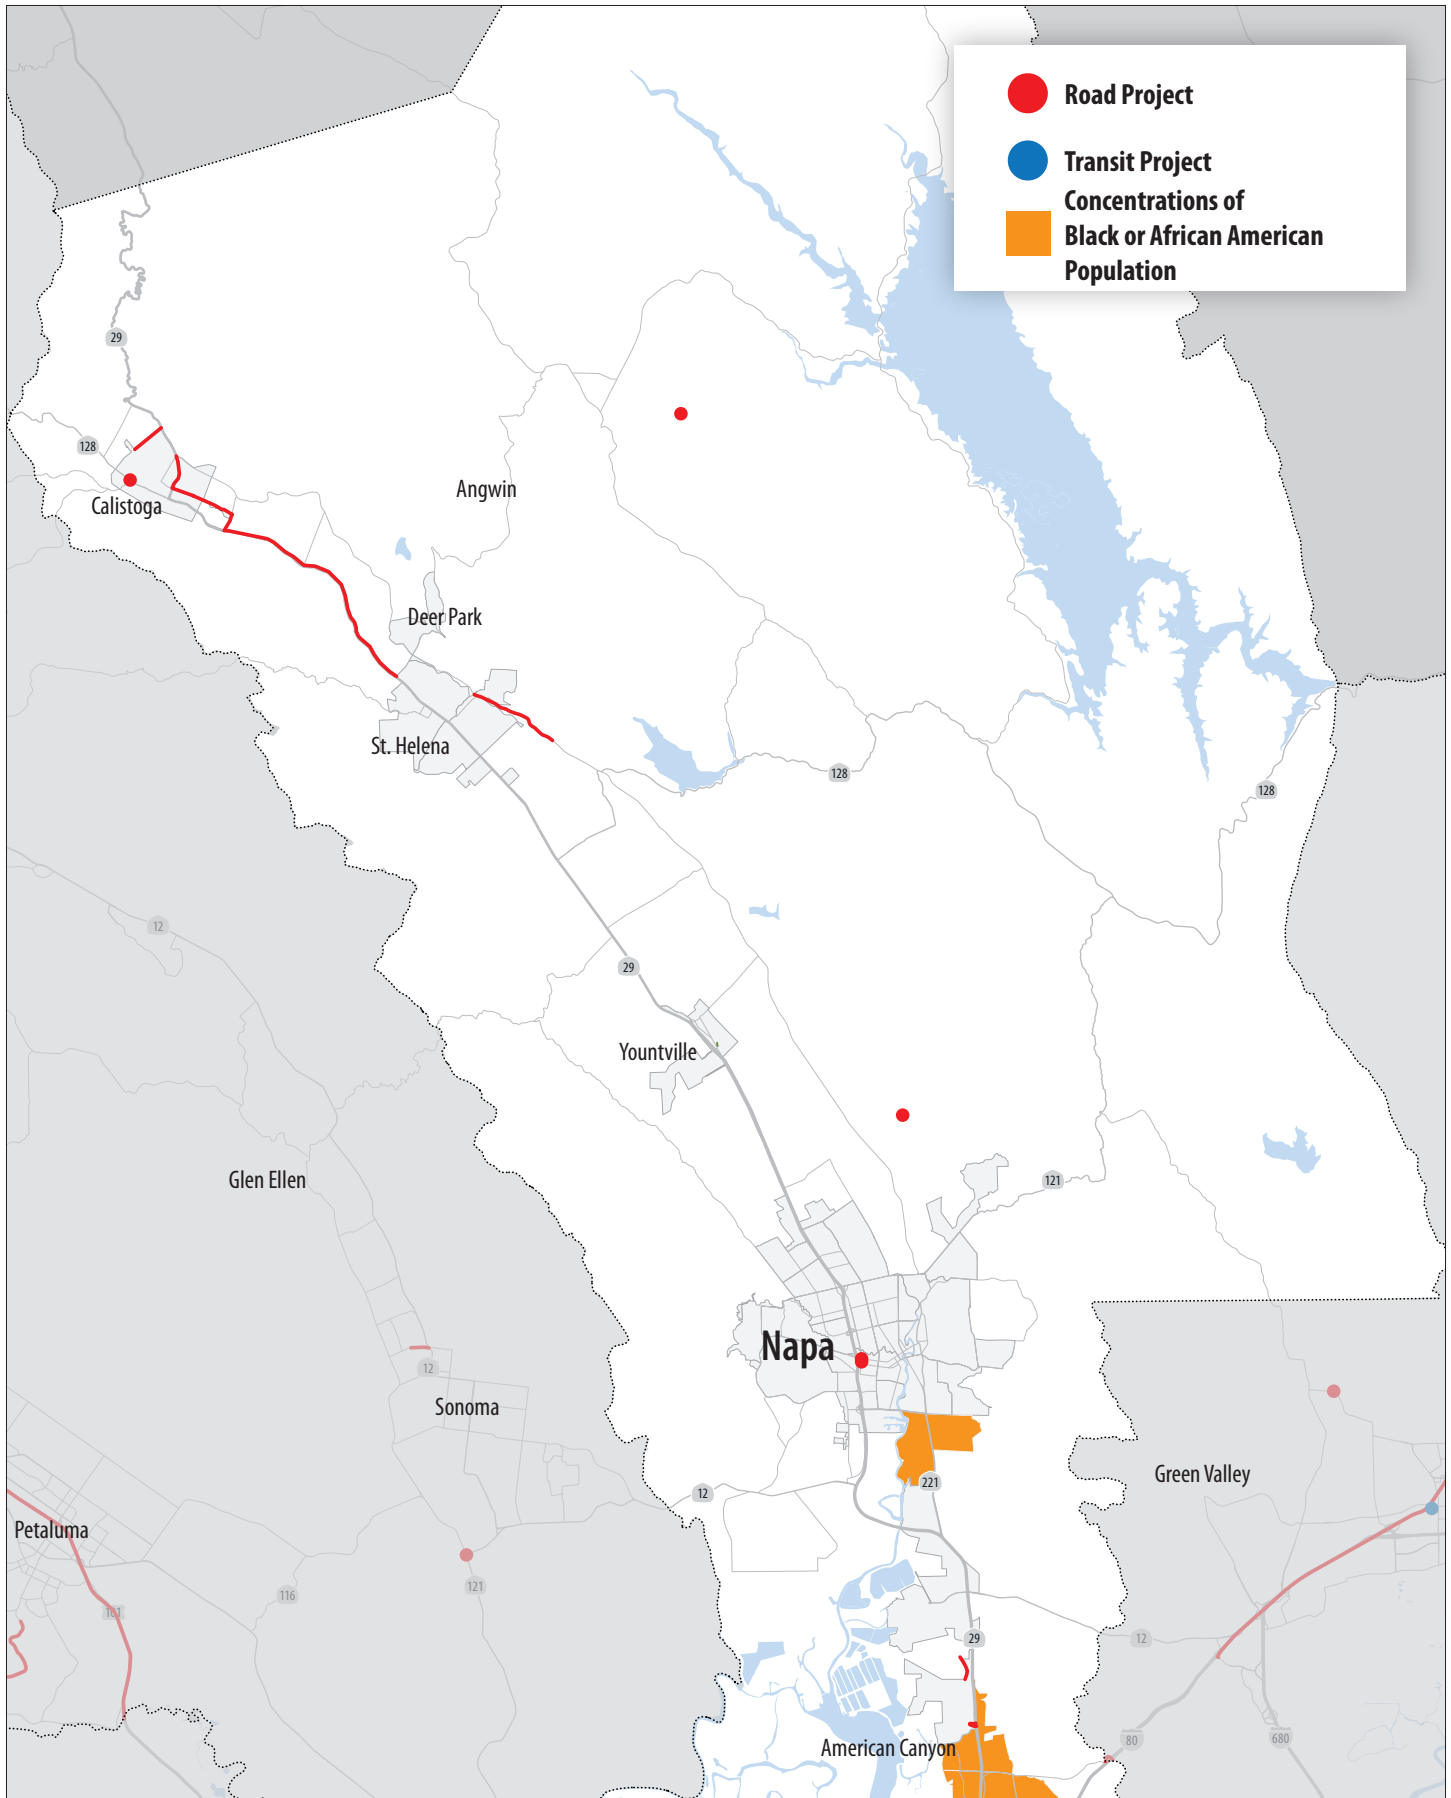 Road Project
Transit Project
Concentrations of
Black or African American
Population
29
128
Calistoga
Angwin
Deer Park
St. Helena
128
128
12
29
Yountville
Glen Ellen
121
Napa
12
Sonoma
Green Valley
221
12
Petaluma
121
116
101
29
12
American Canyon
80
680